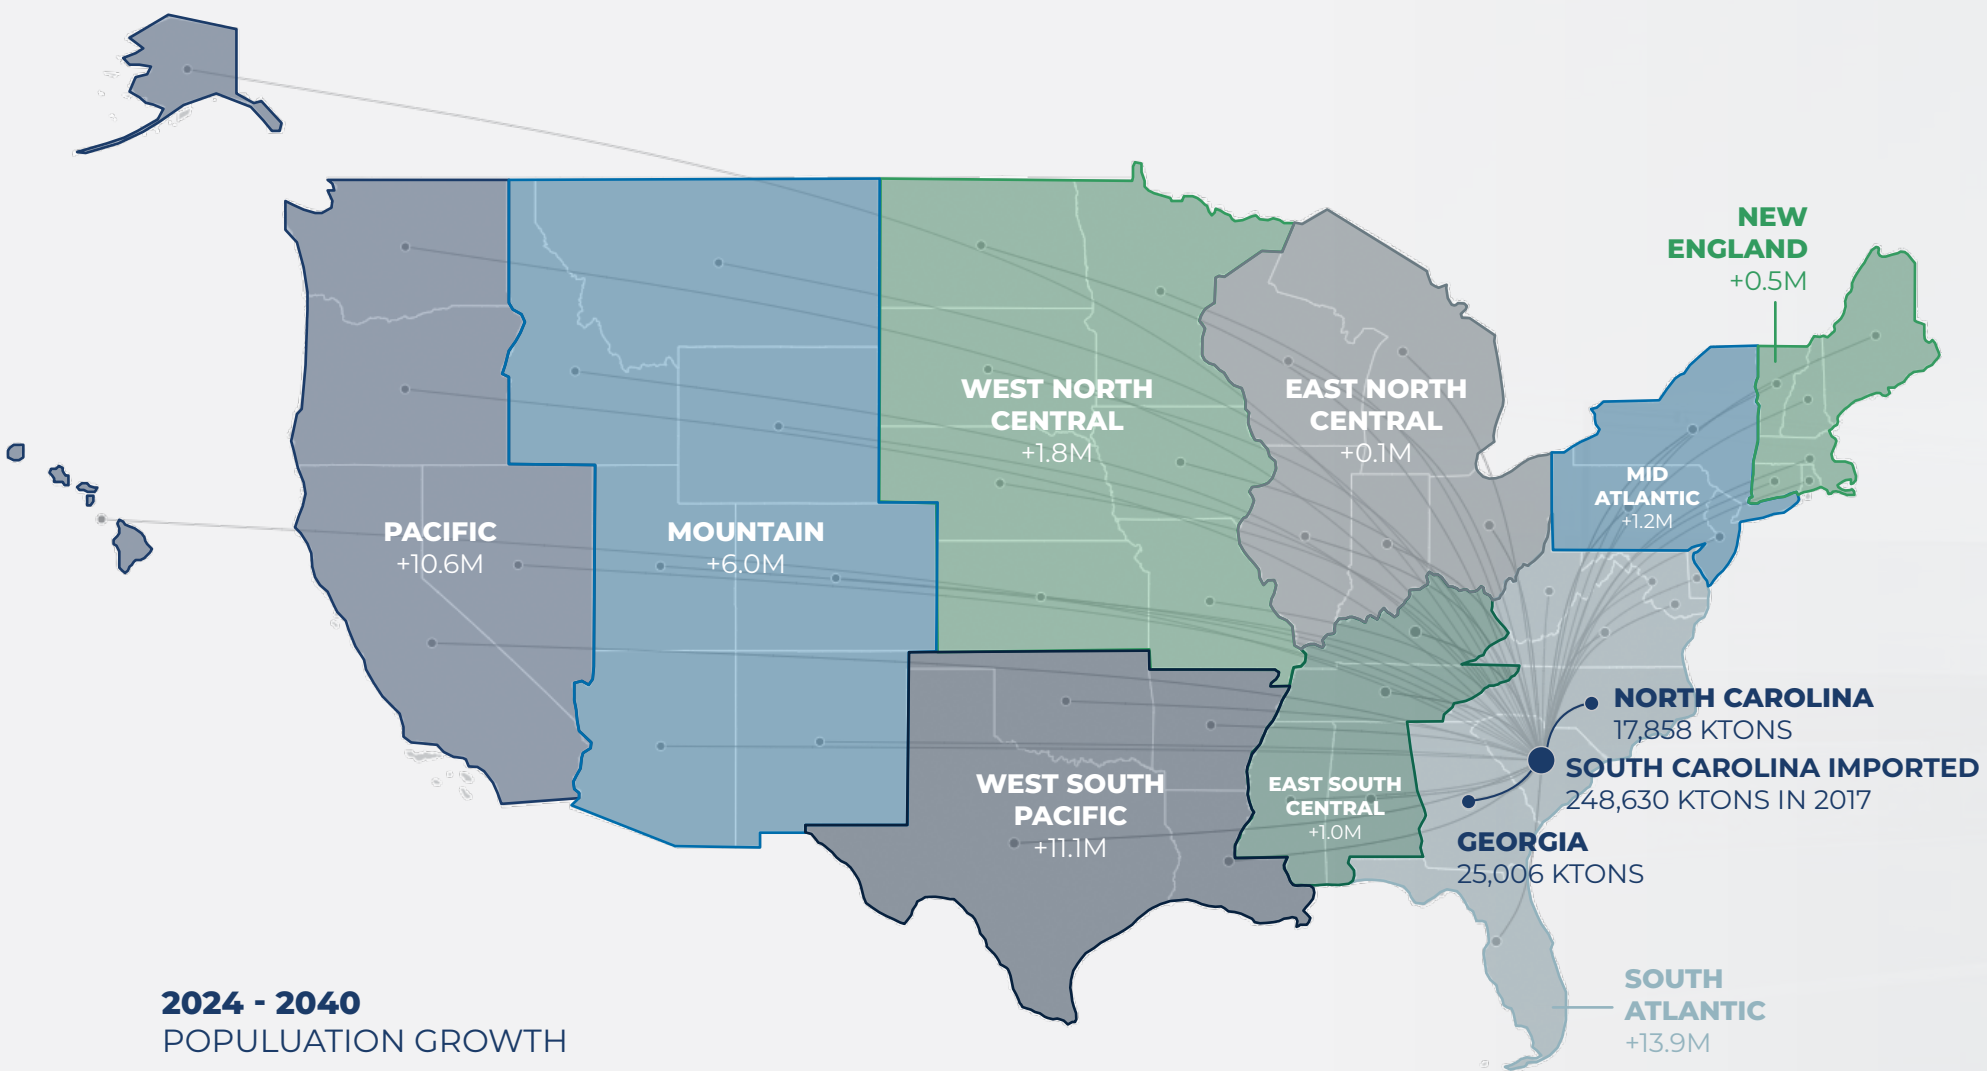 NEW
ENGLAND
+0.5M
WEST NORTH
CENTRAL
+1.8M
EAST NORTH
CENTRAL
+0.1M
MID
ATLANTIC
+1.2M
PACIFIC
+10.6M
MOUNTAIN
+6.0M
NORTH CAROLINA
17,858 KTONS
SOUTH CAROLINA IMPORTED
248,630 KTONS IN 2017
WEST SOUTH
PACIFIC
+11.1M
EAST SOUTH
CENTRAL
+1.0M
GEORGIA
25,006 KTONS
SOUTH
ATLANTIC
+13.9M
2024 - 2040
POPULUATION GROWTH